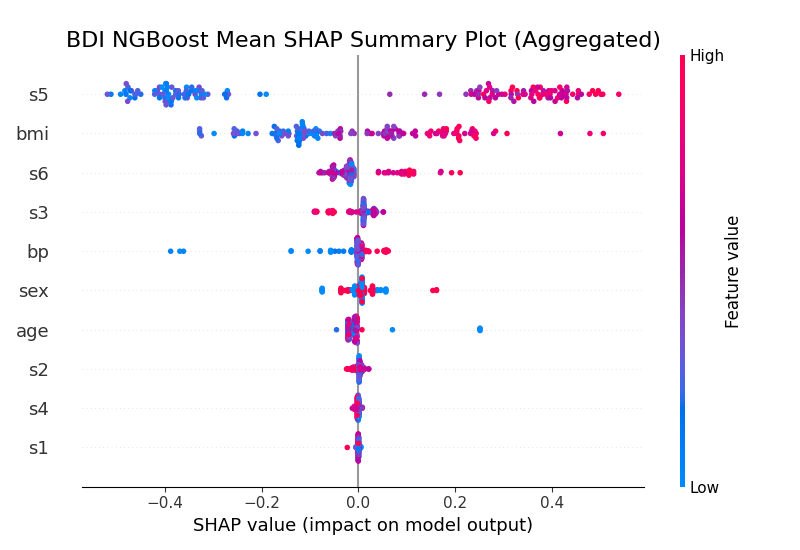 BDI NGBoost Mean SHAP Summary Plot (Aggregated)
High
s5
bmi
s6
s3
bp
sex
age
s2
s4
s1
Feature value
Low
−0.4 −0.2 0.0 0.2 0.4
SHAP value (impact on model output)